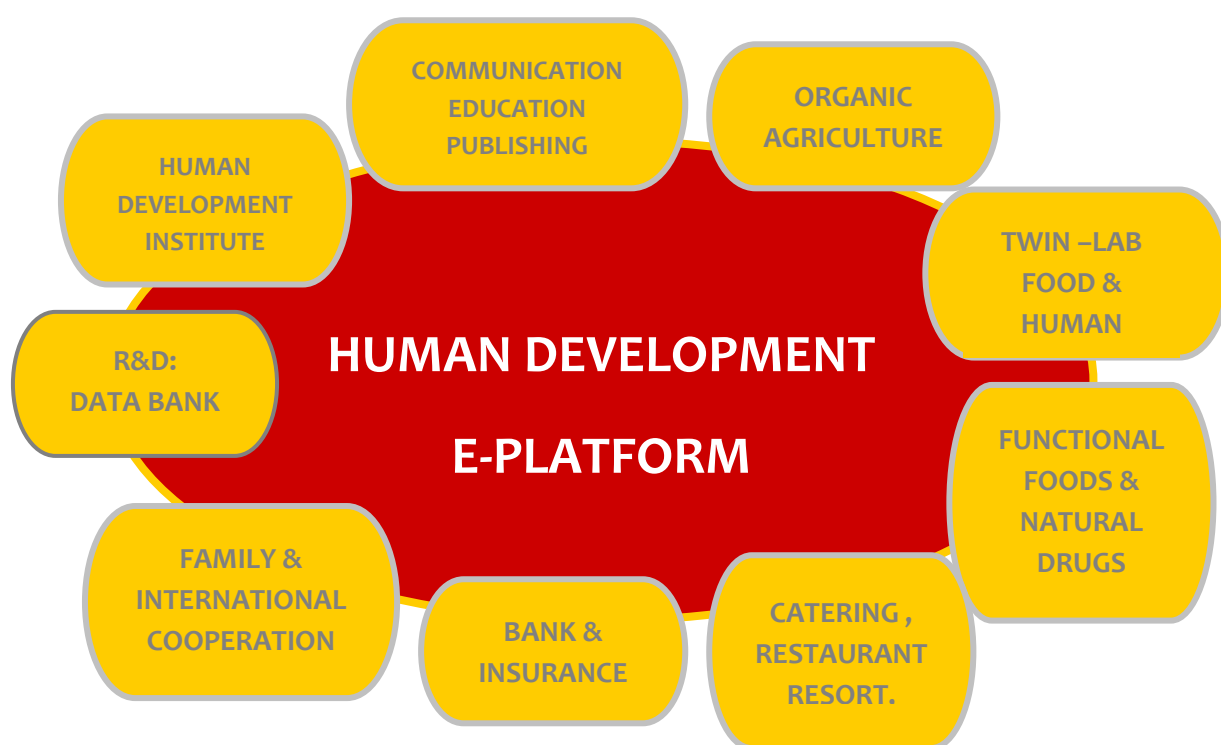 COMMUNICATION
EDUCATION
PUBLISHING
ORGANIC
AGRICULTURE
HUMAN
DEVELOPMENT
INSTITUTE
TWIN –LAB
FOOD &
HUMAN
R&D:
DATA BANK
HUMAN DEVELOPMENT
E-PLATFORM
FUNCTIONAL
FOODS &
NATURAL
DRUGS
FAMILY &
INTERNATIONAL
COOPERATION
BANK &
INSURANCE
CATERING ,
RESTAURANT
RESORT.